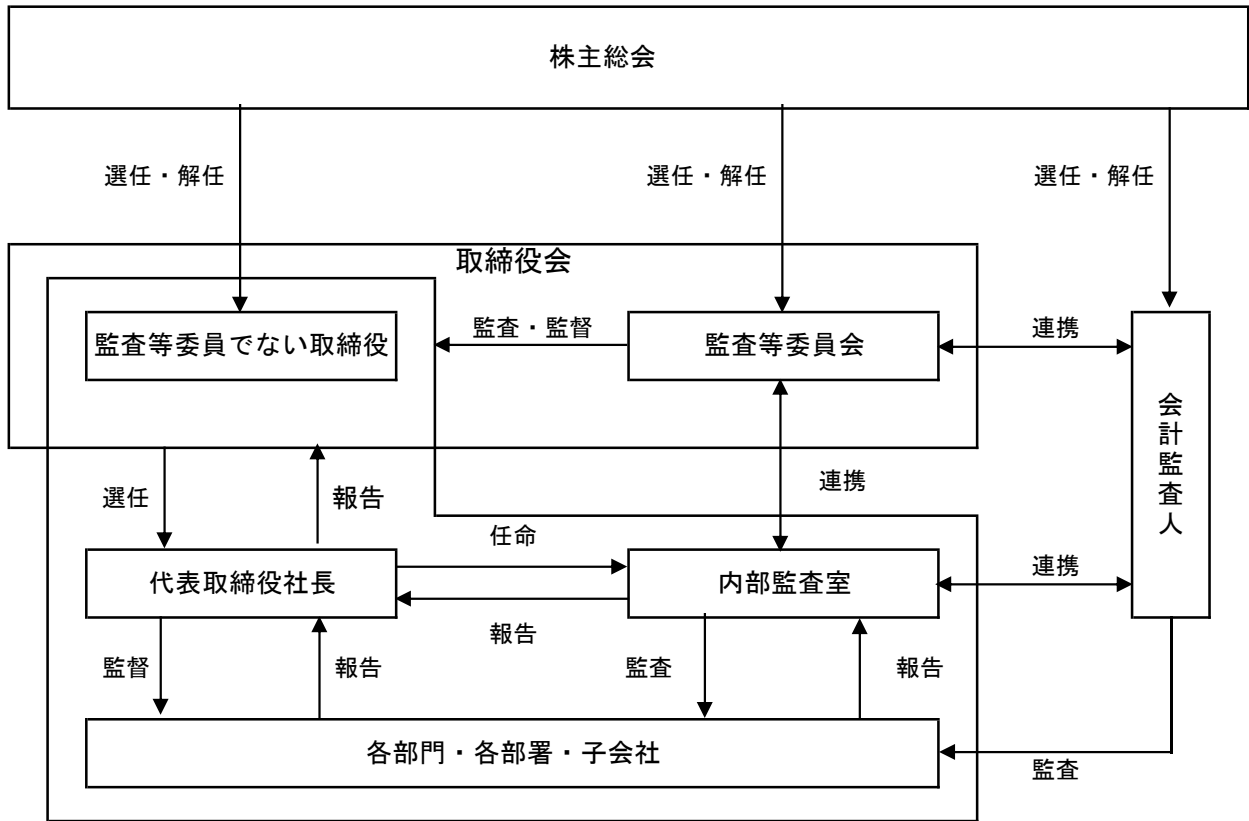 株主総会
選任・解任
選任・解任
選任・解任
取締役会
監査等委員でない取締役
監査・監督
監査等委員会
連携
会計監査人
選任
報告
連携
任命
代表取締役社長
内部監査室
連携
報告
監督
報告
監査
報告
各部門・各部署・子会社
監査